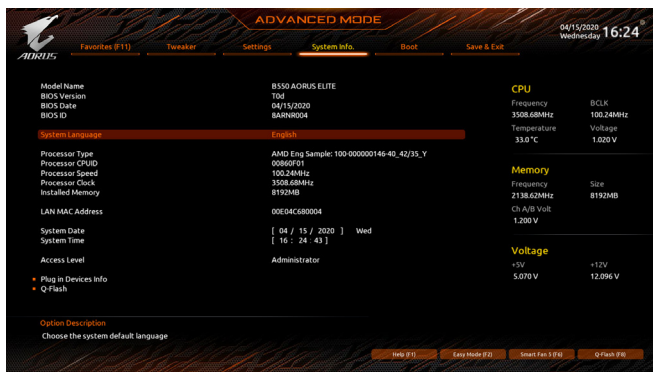 ADVANCED MODE
04/15/2020 Wednesday 16:24
AORUS
Favorites (F11) Tweaker Settings System Info. Boot Save & Exit
Model Name B550 AORUS ELITE
BIOS Version T0d
BIOS Date 04/15/2020
BIOS ID 8ARNR004
System Language English
Processor Type AMD Eng Sample: 100-000000146-40_42/35_Y
Processor CPUID 00860F01
Processor Speed 100.24MHz
Processor Clock 3508.68MHz
Installed Memory 8192MB
LAN MAC Address 00E04C680004
System Date [ 04 / 15 / 2020 ] Wed
System Time [ 16 : 24 : 43 ]
Access Level Administrator
Plug in Devices Info
Q-Flash
CPU
Frequency BCLK
3508.68MHz 100.24MHz
Temperature Voltage
33.0 °C 1.020 V
Memory
Frequency Size
2138.62MHz 8192MB
Ch A/B Volt
1.200 V
Voltage
+5V +12V
5.070 V 12.096 V
Option Description
Choose the system default language
Help (F1) Easy Mode (F2) Smart Fan 5 (F6) Q-Flash (F8)